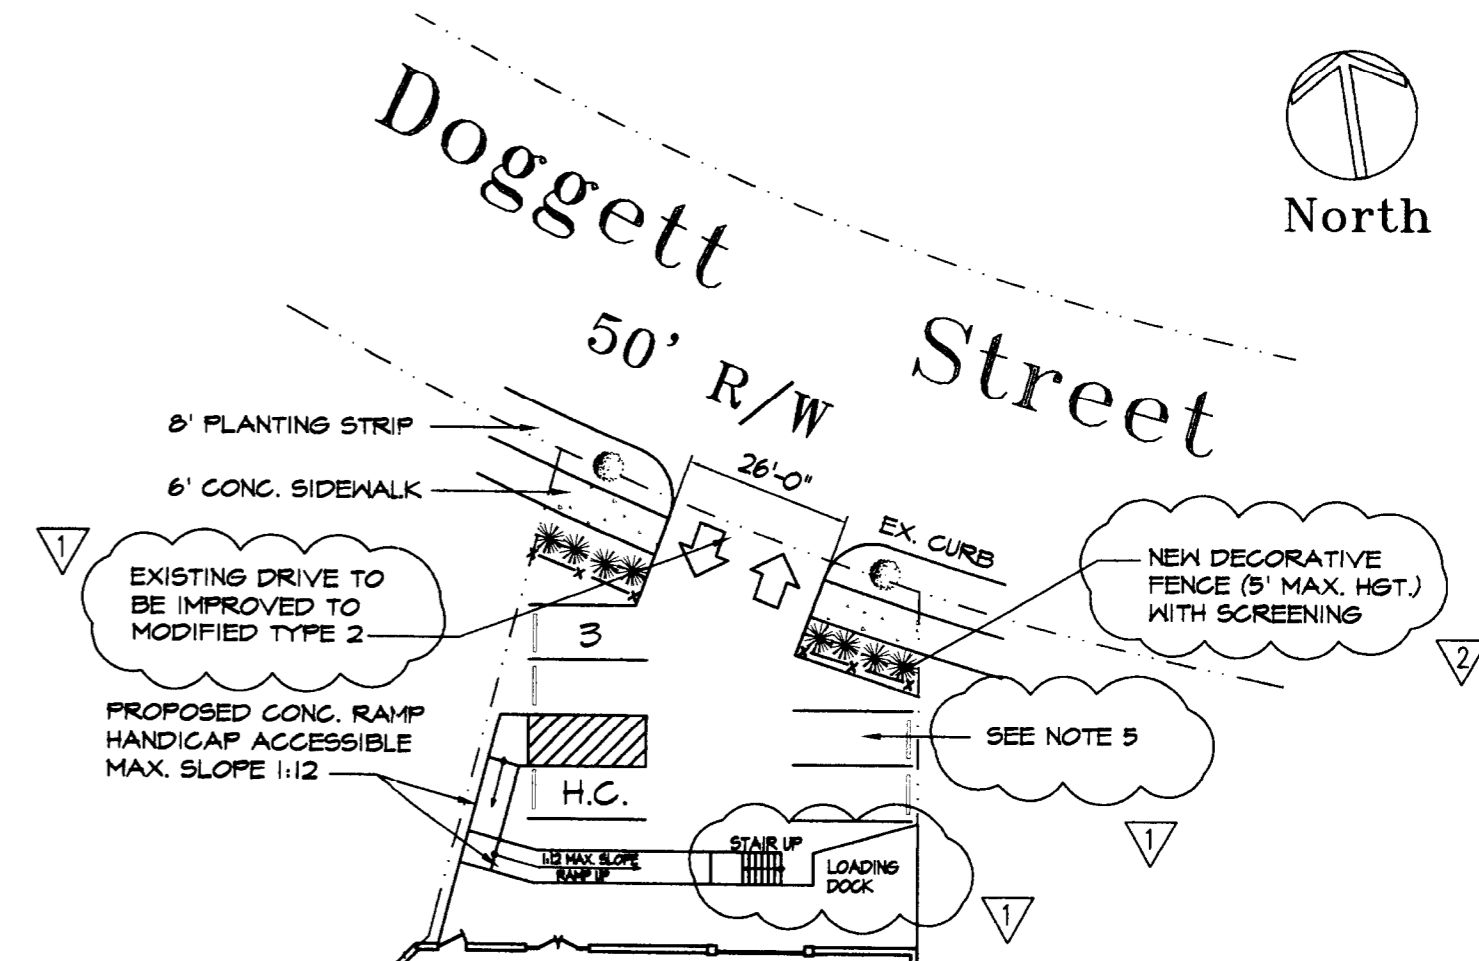 Doggett Street
North
50' R/W
8' PLANTING STRIP
26'-0"
6' CONC. SIDEWALK
EX. CURB
1
EXISTING DRIVE TO
BE IMPROVED TO
MODIFIED TYPE 2
NEW DECORATIVE
FENCE (5' MAX. HGT.)
WITH SCREENING
2
3
PROPOSED CONC. RAMP
HANDICAP ACCESSIBLE
MAX. SLOPE 1:12
SEE NOTE 5
1
H.C.
STAIR UP
1:12 MAX. SLOPE
RAMP UP
LOADING
DOCK
1